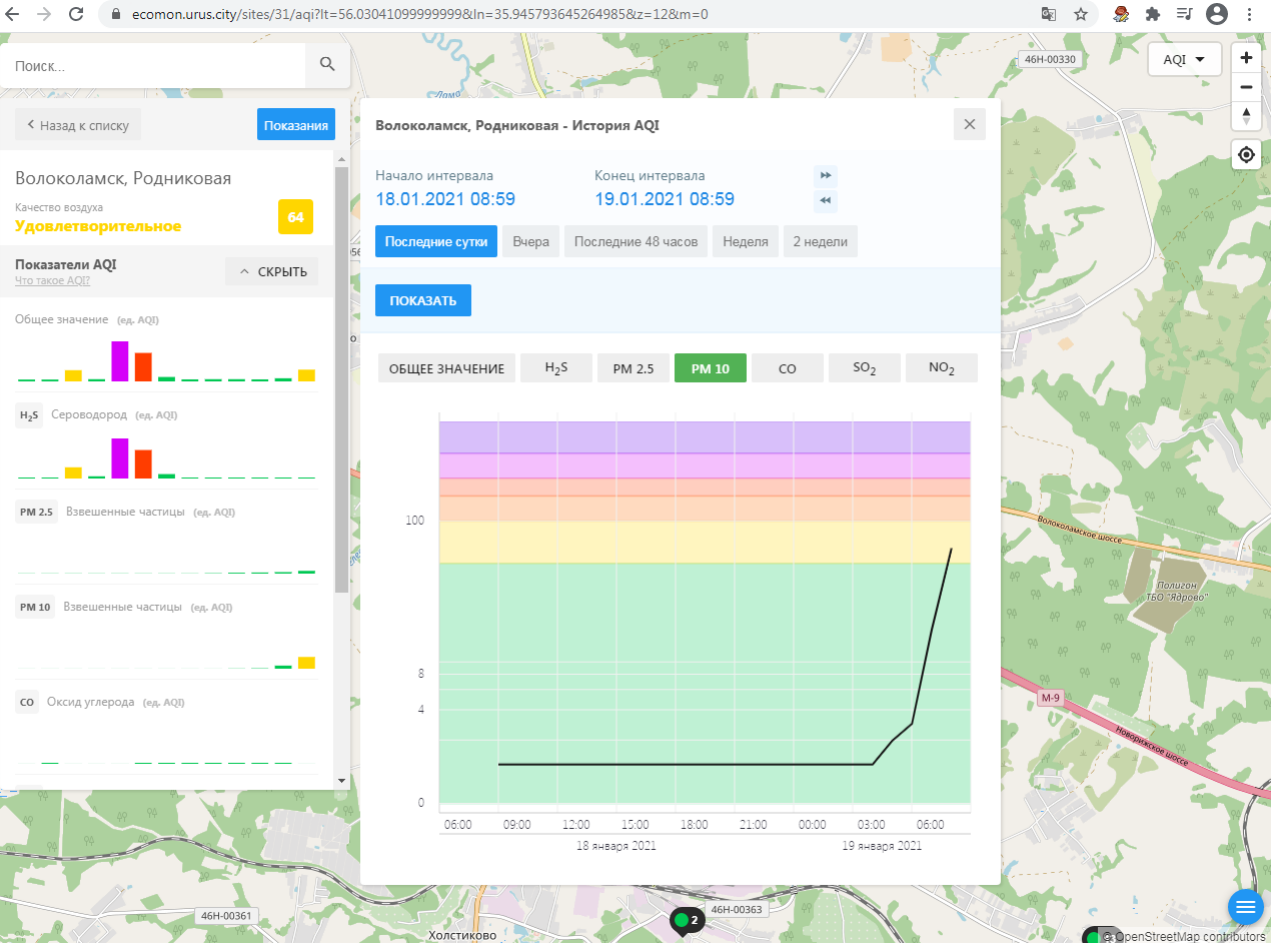 ecomon.urus.city/sites/31/aqi?lt=56.03041099999999&ln=35.945793645264985&z=12&m=0
Поиск...
46Н-00330
AQI
Назад к списку
Показания
Волоколамск, Родниковая - История AQI
Волоколамск, Родниковая
Качество воздуха
Удовлетворительное
64
Показатели AQI
Что такое AQI?
СКРЫТЬ
Начало интервала
18.01.2021 08:59
Конец интервала
19.01.2021 08:59
Последние сутки
Вчера
Последние 48 часов
Неделя
2 недели
ПОКАЗАТЬ
Общее значение (ед. AQI)
H2S Сероводород (ед. AQI)
PM 2.5 Взвешенные частицы (ед. AQI)
PM 10 Взвешенные частицы (ед. AQI)
CO Оксид углерода (ед. AQI)
ОБЩЕЕ ЗНАЧЕНИЕ
H2S
PM 2.5
PM 10
CO
SO2
NO2
100
8
4
0
06:00 09:00 12:00 15:00 18:00 21:00 00:00 03:00 06:00
18 января 2021 19 января 2021
Волоколамское шоссе
Полигон
ТБО "Ядрово"
М-9
Новорижское шоссе
46Н-00361
46Н-00363
2
Холстиково
© OpenStreetMap contributors